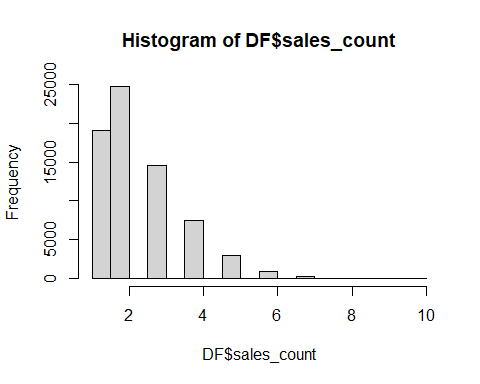 Histogram of DF$sales_count
Frequency
25000
15000
5000
0
2 4 6 8 10
DF$sales_count